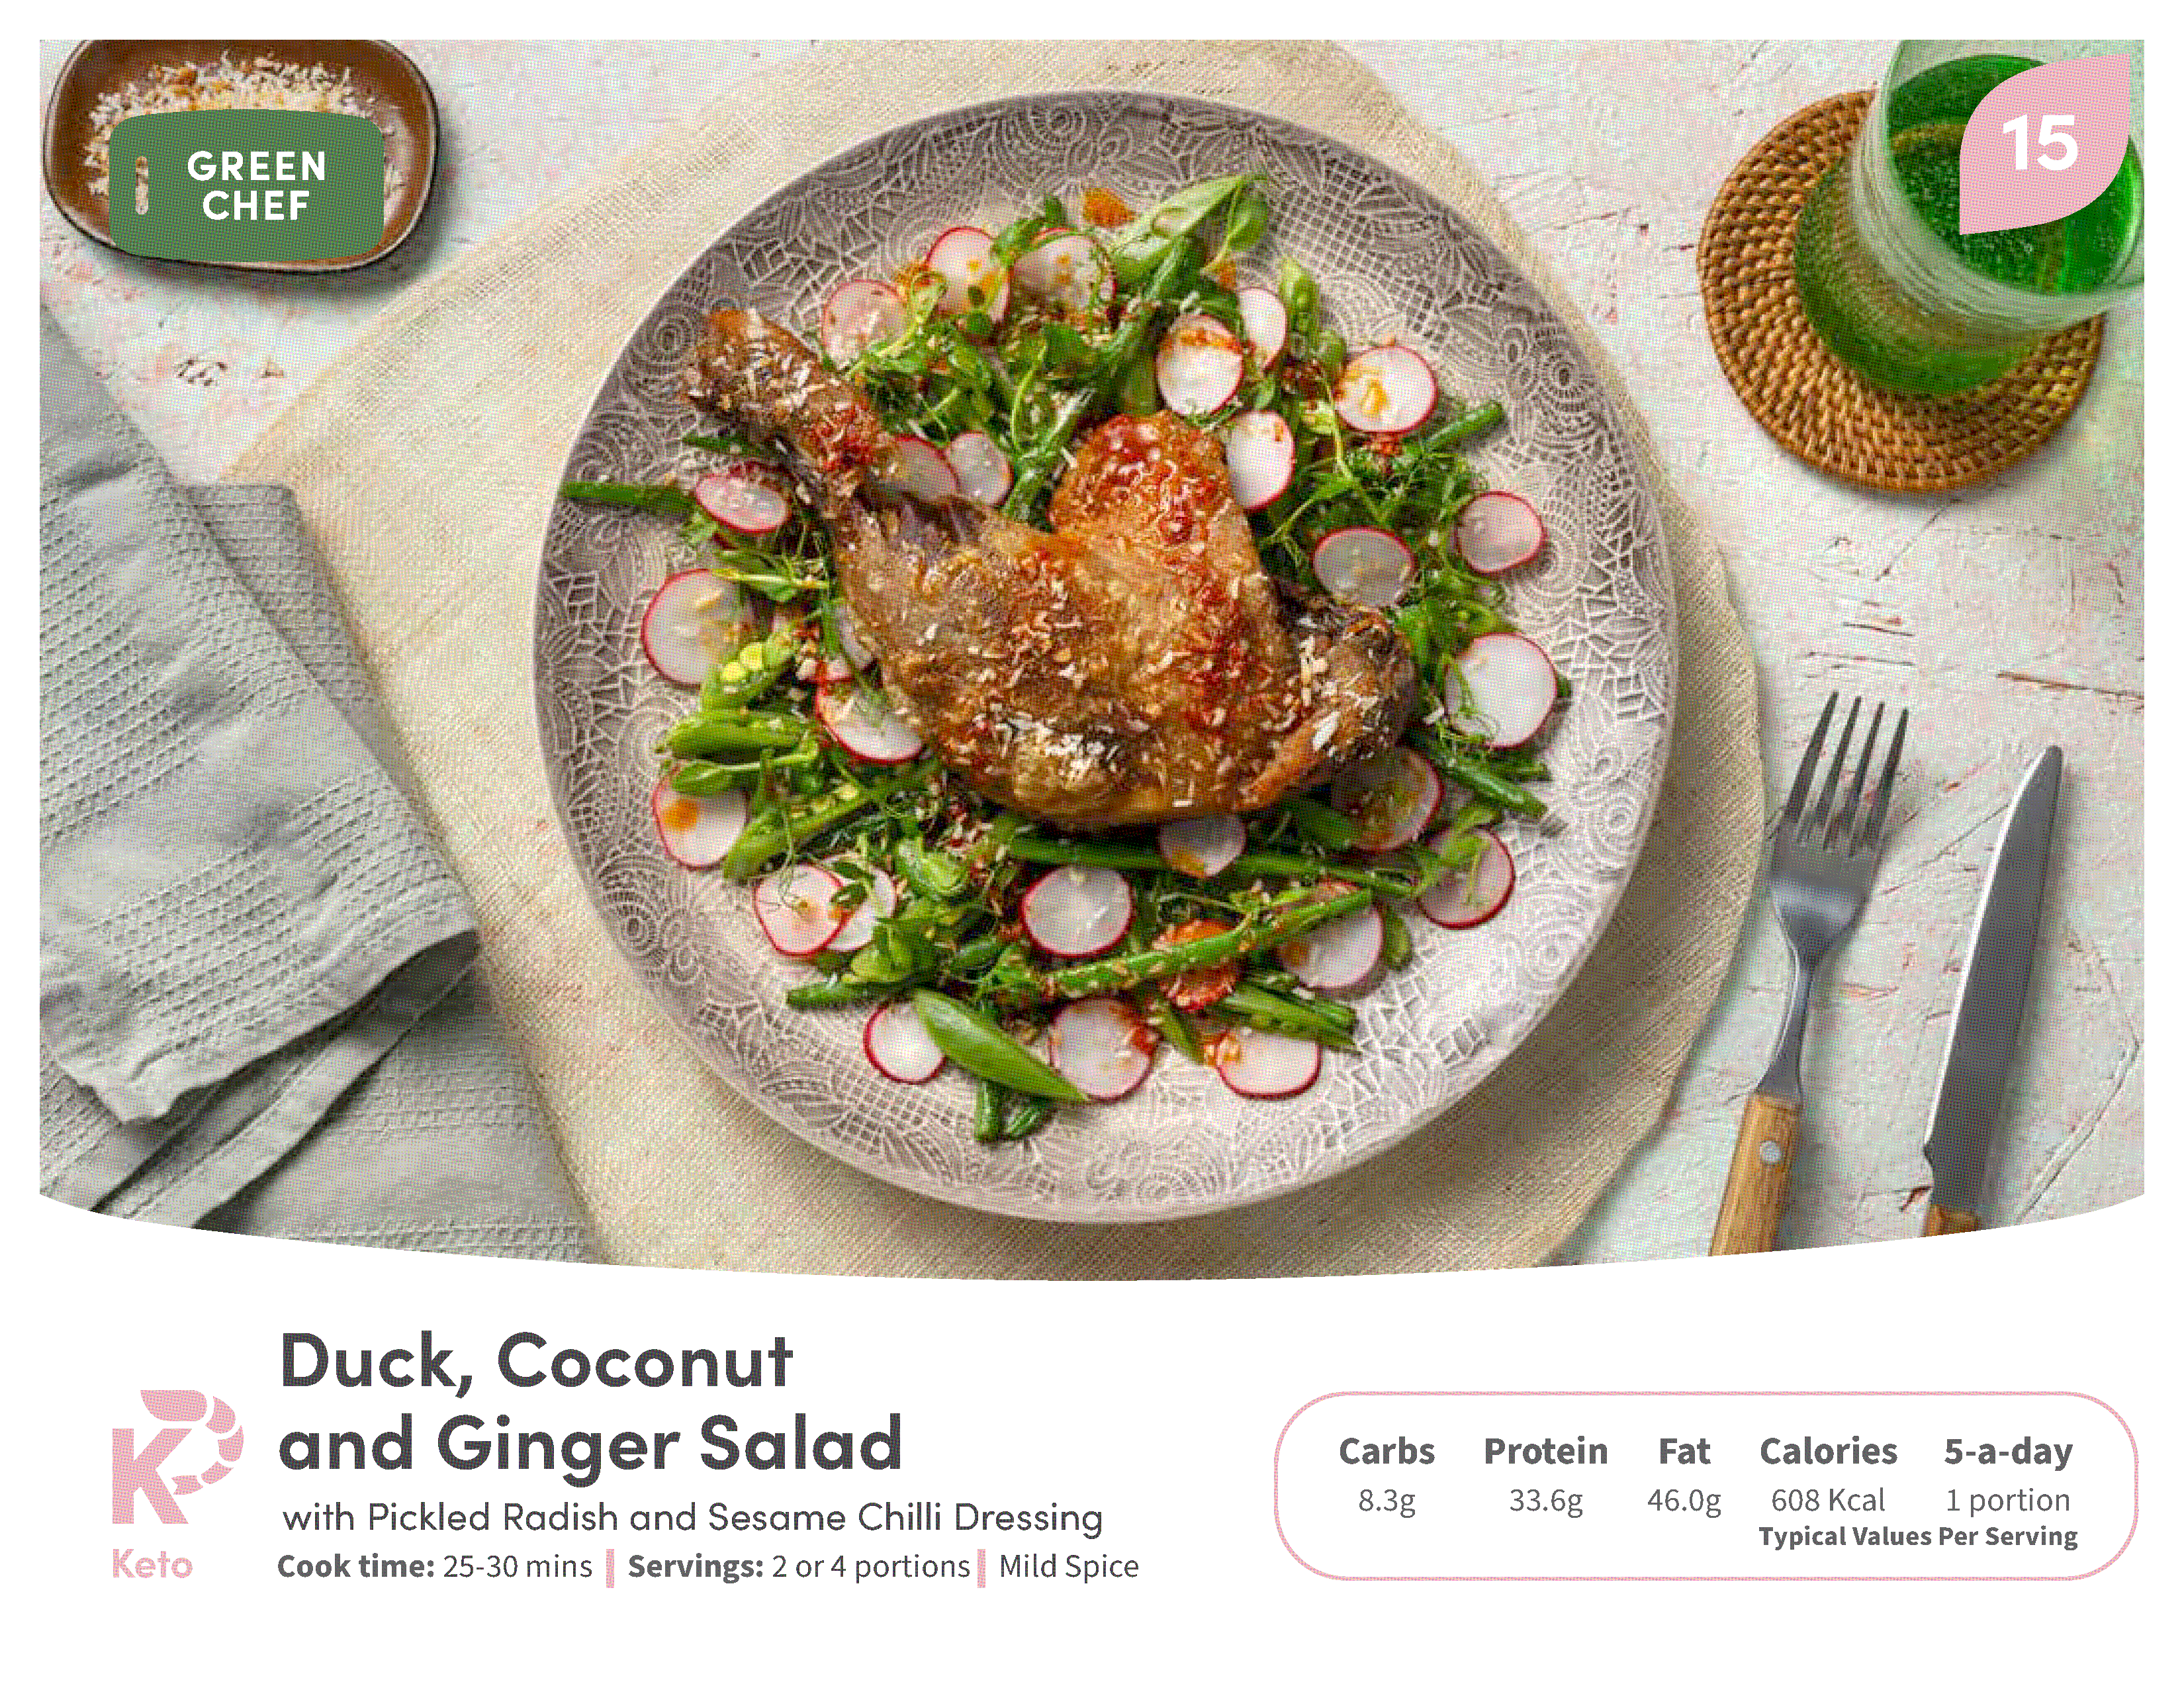 GREEN
CHEF
15
Duck, Coconut
and Ginger Salad
with Pickled Radish and Sesame Chilli Dressing
Cook time: 25-30 mins | Servings: 2 or 4 portions | Mild Spice
Keto
Carbs Protein Fat Calories 5-a-day
8.3g 33.6g 46.0g 608 Kcal 1 portion
Typical Values Per Serving